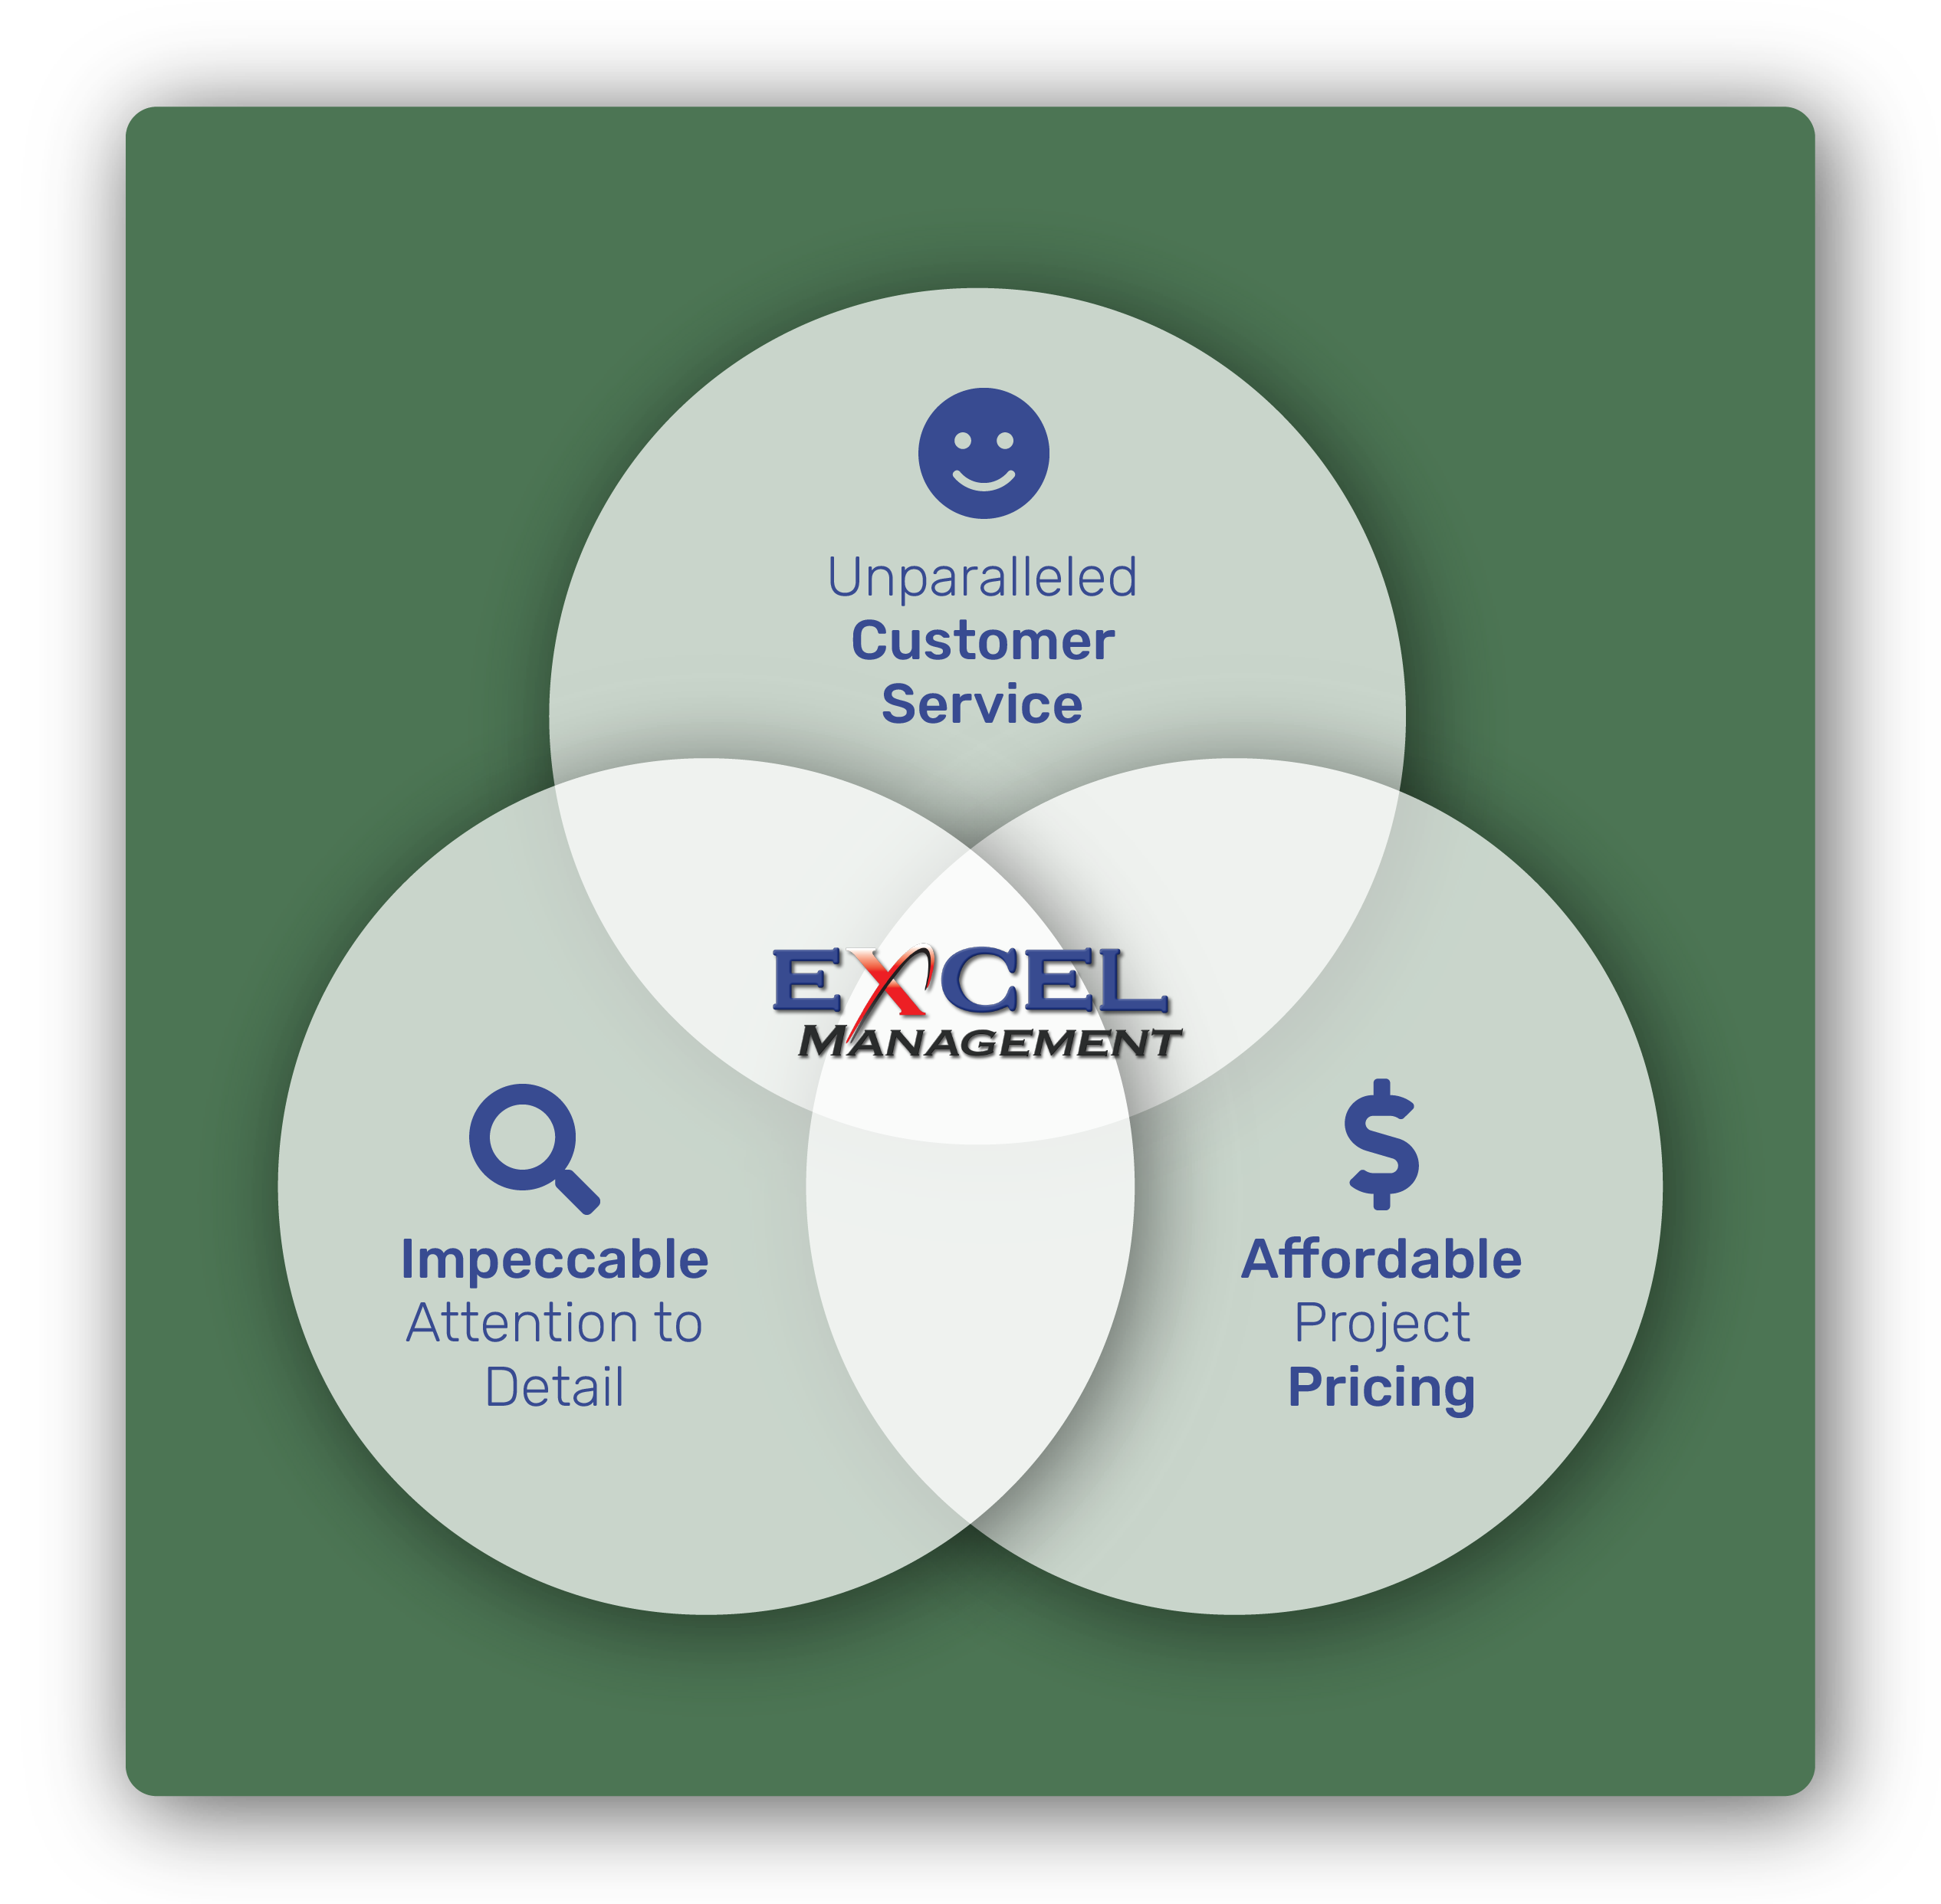 Unparalleled
Customer
Service
EXCEL
MANAGEMENT
Impeccable
Attention to
Detail
Affordable
Project
Pricing